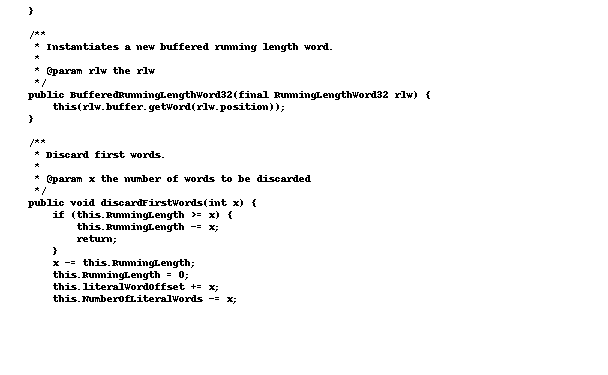 }

/**
 * Instantiates a new buffered running length word.
 *
 * @param rlw the rlw
 */
public BufferedRunningLengthWord32(final RunningLengthWord32 rlw) {
    this(rlw.buffer.getWord(rlw.position));
}

/**
 * Discard first words.
 *
 * @param x the number of words to be discarded
 */
public void discardFirstWords(int x) {
    if (this.RunningLength >= x) {
        this.RunningLength -= x;
        return;
    }
    x -= this.RunningLength;
    this.RunningLength = 0;
    this.literalWordOffset += x;
    this.NumberOfLiteralWords -= x;